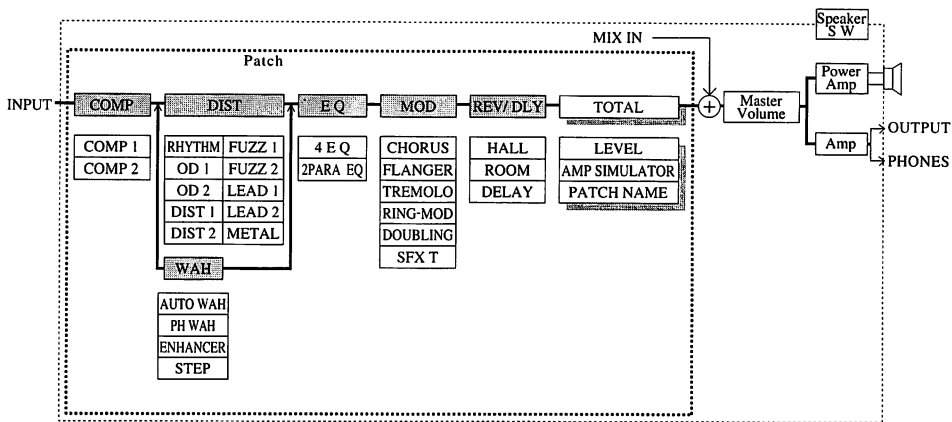 Speaker
S W
MIX IN
Patch
INPUT
COMP
DIST
E Q
MOD
REV/ DLY
TOTAL
Master
Volume
Power
Amp
Amp
OUTPUT
PHONES
COMP 1
COMP 2
RHYTHM FUZZ 1
OD 1 FUZZ 2
OD 2 LEAD 1
DIST 1 LEAD 2
DIST 2 METAL
4 E Q
2PARA EQ
CHORUS
FLANGER
TREMOLO
RING-MOD
DOUBLING
SFX T
HALL
ROOM
DELAY
LEVEL
AMP SIMULATOR
PATCH NAME
WAH
AUTO WAH
PH WAH
ENHANCER
STEP